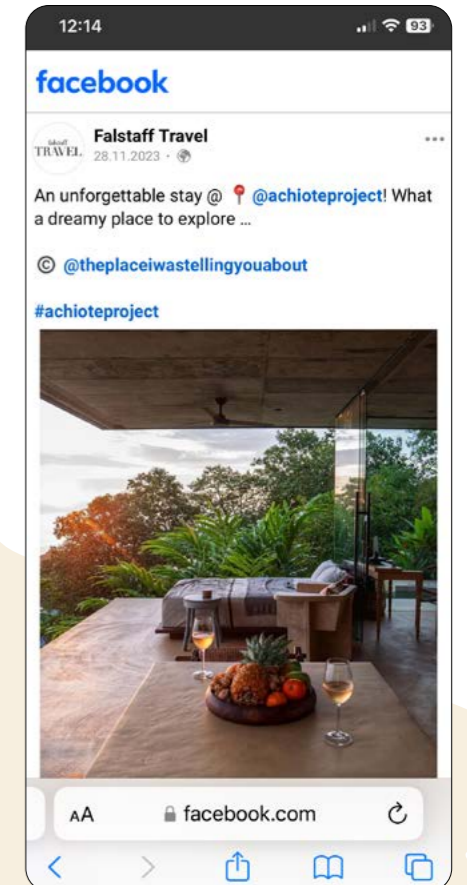 12:14
93
facebook
falstaff
TRAVEL
Falstaff Travel
28.11.2023 ·
An unforgettable stay @ 📍 @achioteproject! What
a dreamy place to explore ...
© @theplaceiwastellingyouabout
#achioteproject
AA facebook.com